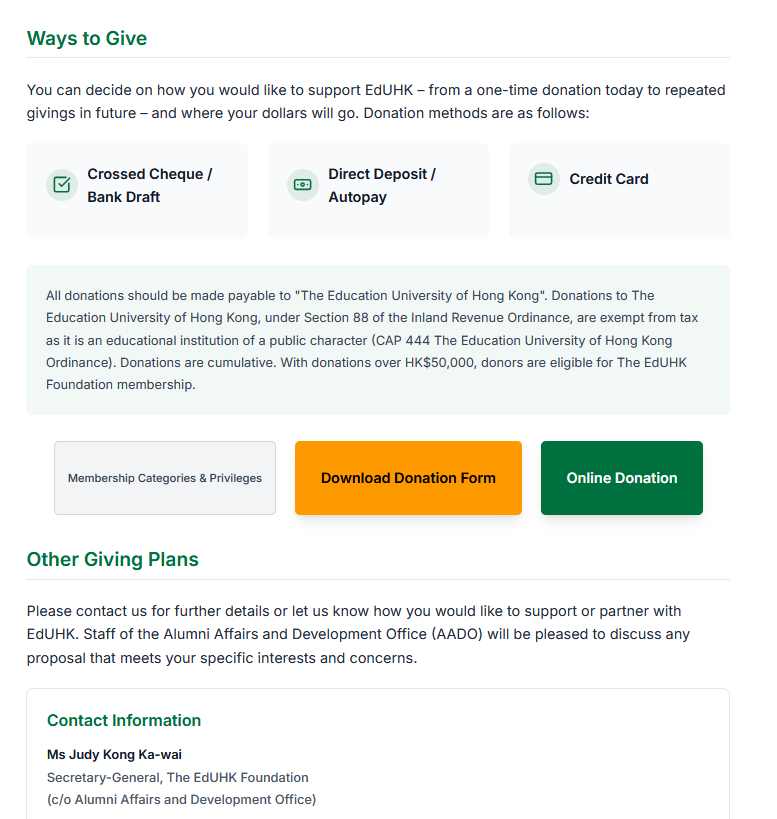 Ways to Give
You can decide on how you would like to support EdUHK – from a one-time donation today to repeated
givings in future – and where your dollars will go. Donation methods are as follows:
Crossed Cheque /
Bank Draft
Direct Deposit /
Autopay
Credit Card
All donations should be made payable to "The Education University of Hong Kong". Donations to The
Education University of Hong Kong, under Section 88 of the Inland Revenue Ordinance, are exempt from tax
as it is an educational institution of a public character (CAP 444 The Education University of Hong Kong
Ordinance). Donations are cumulative. With donations over HK$50,000, donors are eligible for The EdUHK
Foundation membership.
Membership Categories & Privileges
Download Donation Form
Online Donation
Other Giving Plans
Please contact us for further details or let us know how you would like to support or partner with
EdUHK. Staff of the Alumni Affairs and Development Office (AADO) will be pleased to discuss any
proposal that meets your specific interests and concerns.
Contact Information
Ms Judy Kong Ka-wai
Secretary-General, The EdUHK Foundation
(c/o Alumni Affairs and Development Office)